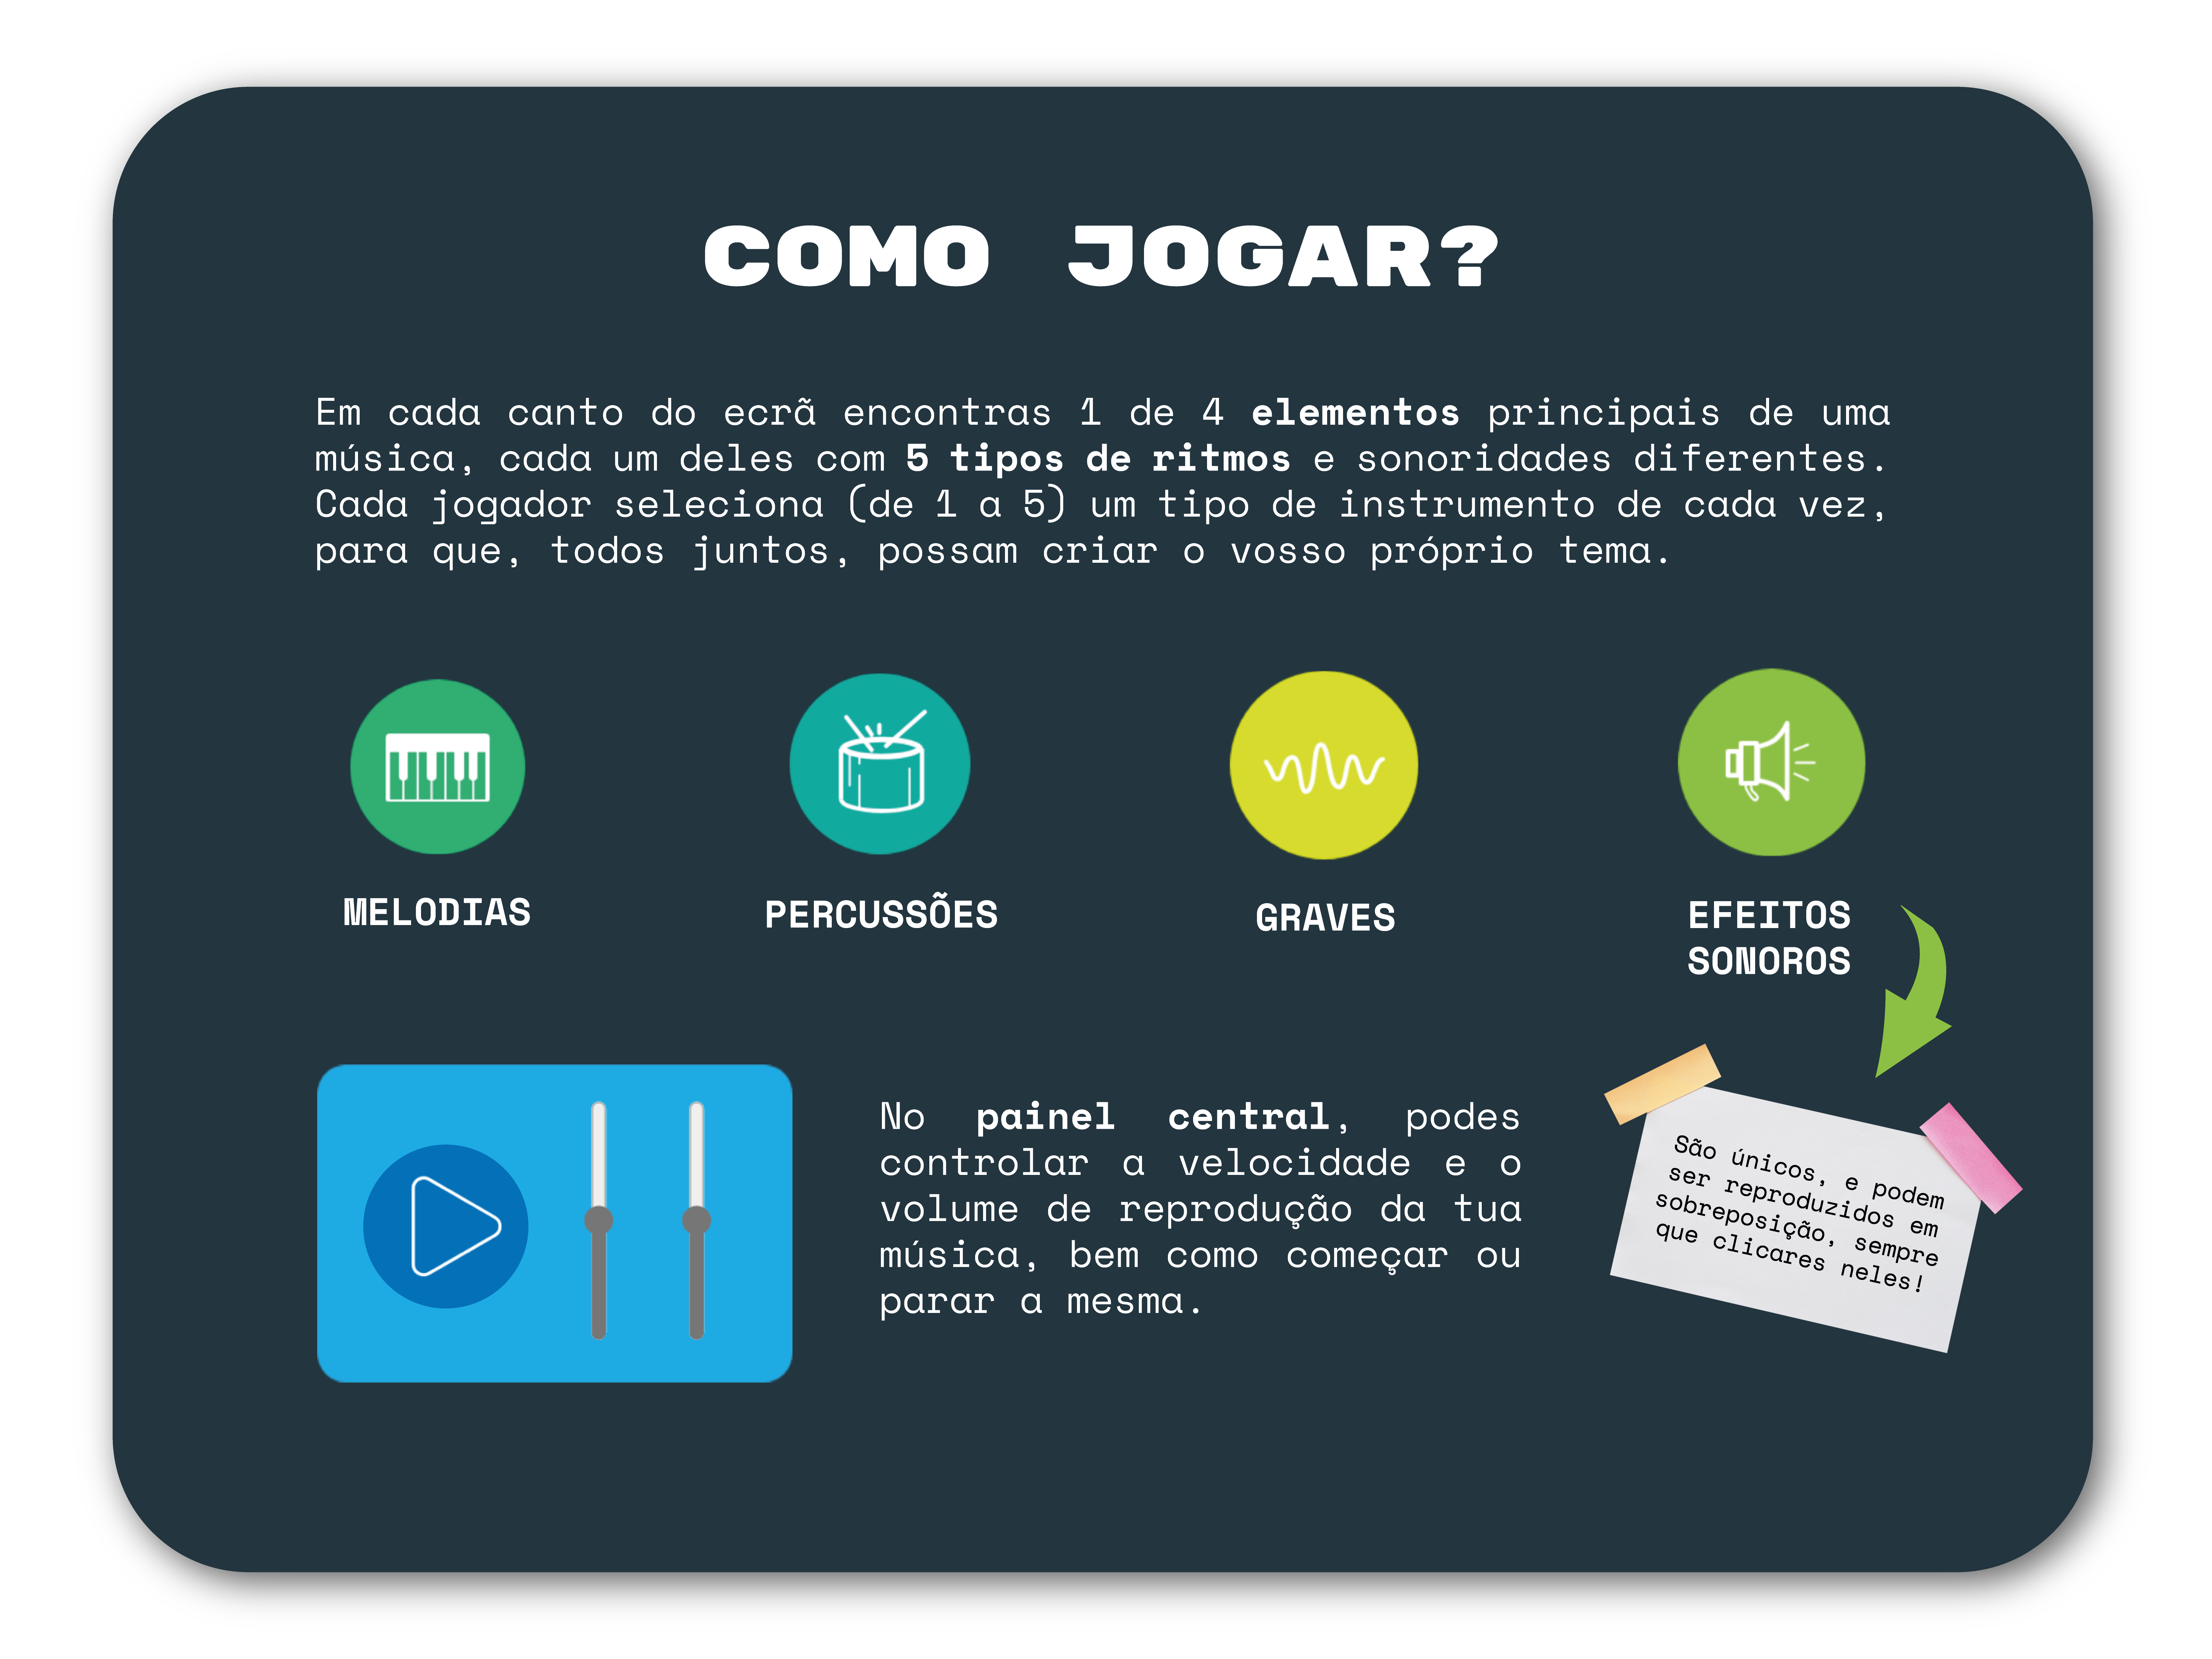 COMO JOGAR?
Em cada canto do ecrã encontras 1 de 4 elementos principais de uma
música, cada um deles com 5 tipos de ritmos e sonoridades diferentes.
Cada jogador seleciona (de 1 a 5) um tipo de instrumento de cada vez,
para que, todos juntos, possam criar o vosso próprio tema.
MELODIAS
PERCUSSÕES
GRAVES
EFEITOS
SONOROS
No painel central, podes
controlar a velocidade e o
volume de reprodução da tua
música, bem como começar ou
parar a mesma.
São únicos, e podem
ser reproduzidos em
sobreposição, sempre
que clicares neles!